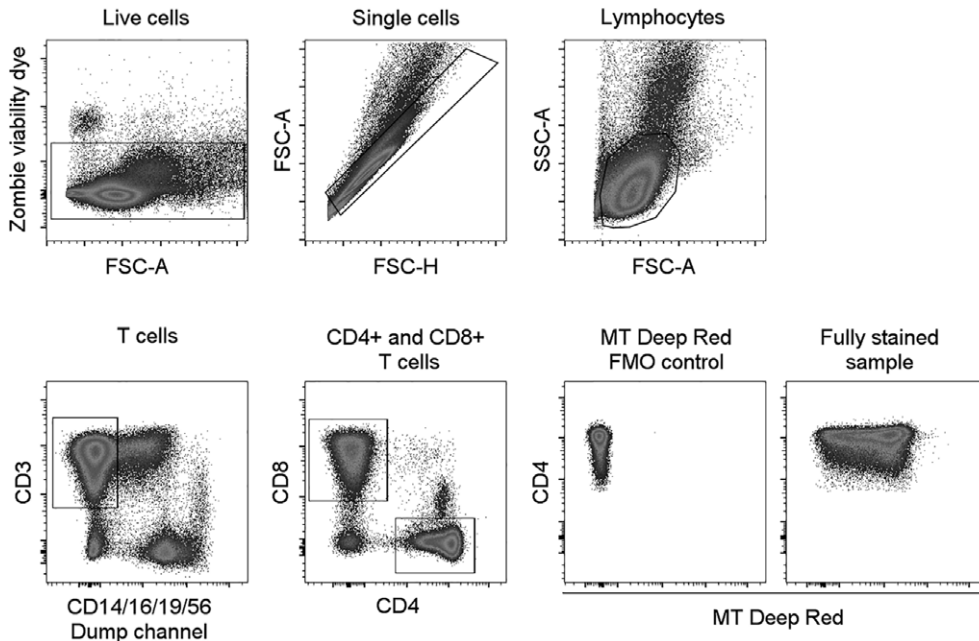 Live cells
Single cells
Lymphocytes
Zombie viability dye
FSC-A
SSC-A
FSC-A
FSC-H
FSC-A
T cells
CD4+ and CD8+
T cells
MT Deep Red
FMO control
Fully stained
sample
CD3
CD8
CD4
CD14/16/19/56
Dump channel
CD4
MT Deep Red